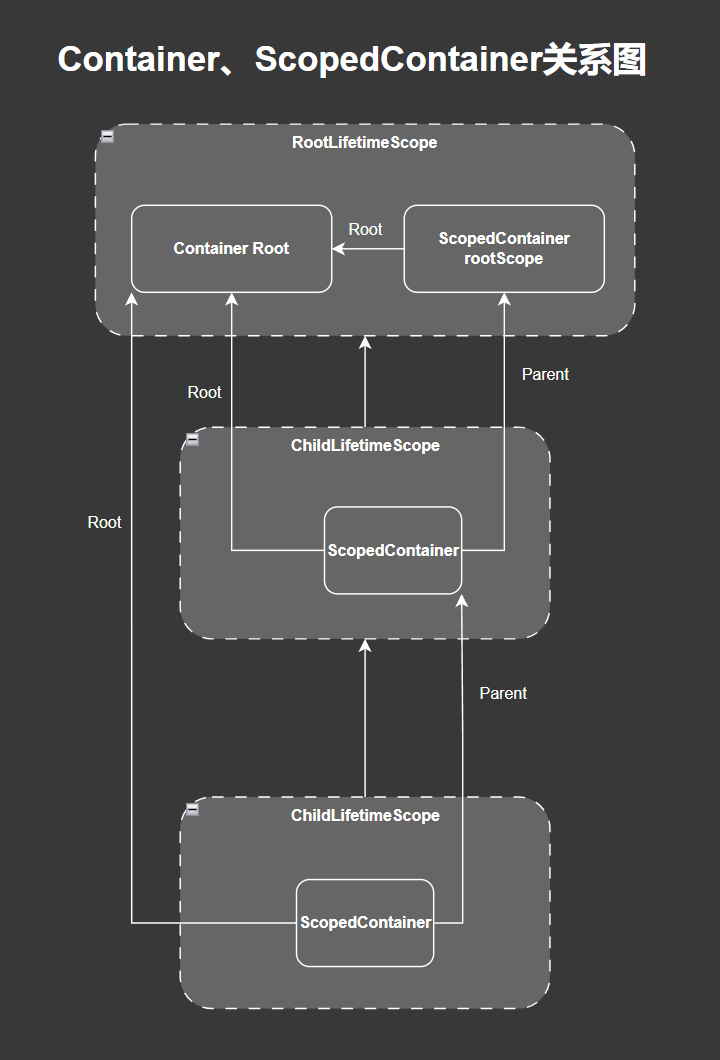 Container、ScopedContainer关系图
RootLifetimeScope
Container Root
Root
ScopedContainer
rootScope
Root
Parent
ChildLifetimeScope
Root
ScopedContainer
Parent
ChildLifetimeScope
ScopedContainer